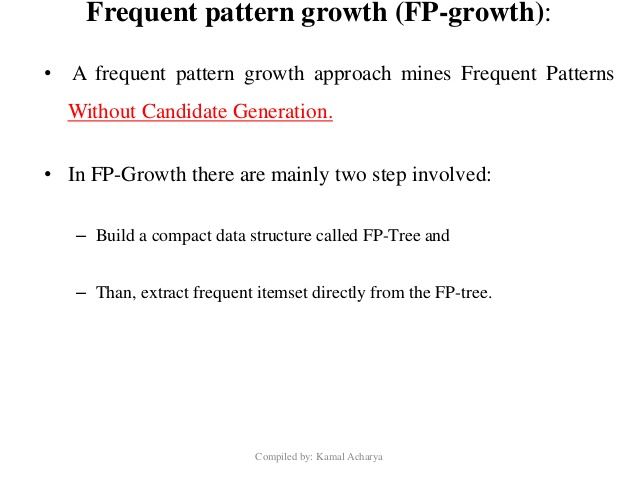 Frequent pattern growth (FP-growth):
• A frequent pattern growth approach mines Frequent Patterns
Without Candidate Generation.
• In FP-Growth there are mainly two step involved:
– Build a compact data structure called FP-Tree and
– Than, extract frequent itemset directly from the FP-tree.
Compiled by: Kamal Acharya